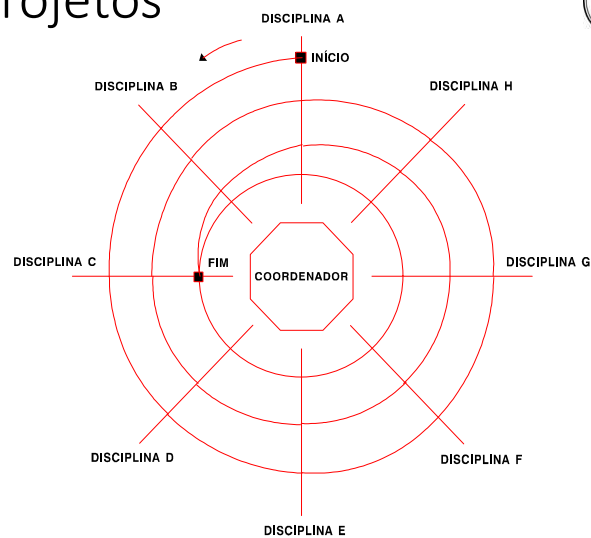 rojetos
DISCIPLINA A
INÍCIO
DISCIPLINA B
DISCIPLINA H
DISCIPLINA C
FIM
COORDENADOR
DISCIPLINA G
DISCIPLINA D
DISCIPLINA F
DISCIPLINA E